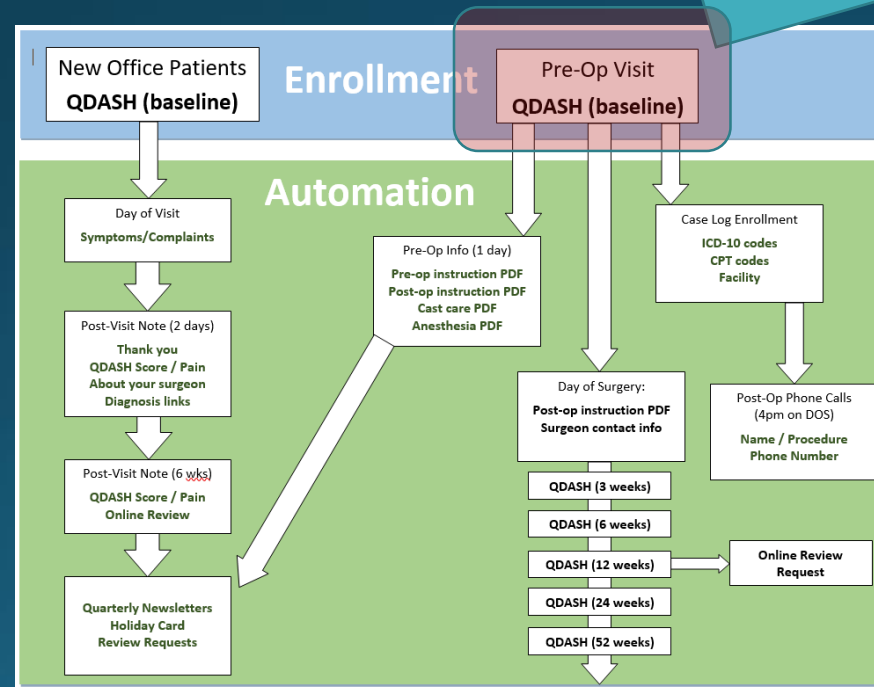 Enrollment
New Office Patients
QDASH (baseline)
Pre-Op Visit
QDASH (baseline)
Automation
Day of Visit
Symptoms/Complaints
Post-Visit Note (2 days)
Thank you
QDASH Score / Pain
About your surgeon
Diagnosis links
Post-Visit Note (6 wks)
QDASH Score / Pain
Online Review
Quarterly Newsletters
Holiday Card
Review Requests
Pre-Op Info (1 day)
Pre-op instruction PDF
Post-op instruction PDF
Cast care PDF
Anesthesia PDF
Day of Surgery:
Post-op instruction PDF
Surgeon contact info
QDASH (3 weeks)
QDASH (6 weeks)
QDASH (12 weeks)
QDASH (24 weeks)
QDASH (52 weeks)
Online Review
Request
Case Log Enrollment
ICD-10 codes
CPT codes
Facility
Post-Op Phone Calls
(4pm on DOS)
Name / Procedure
Phone Number